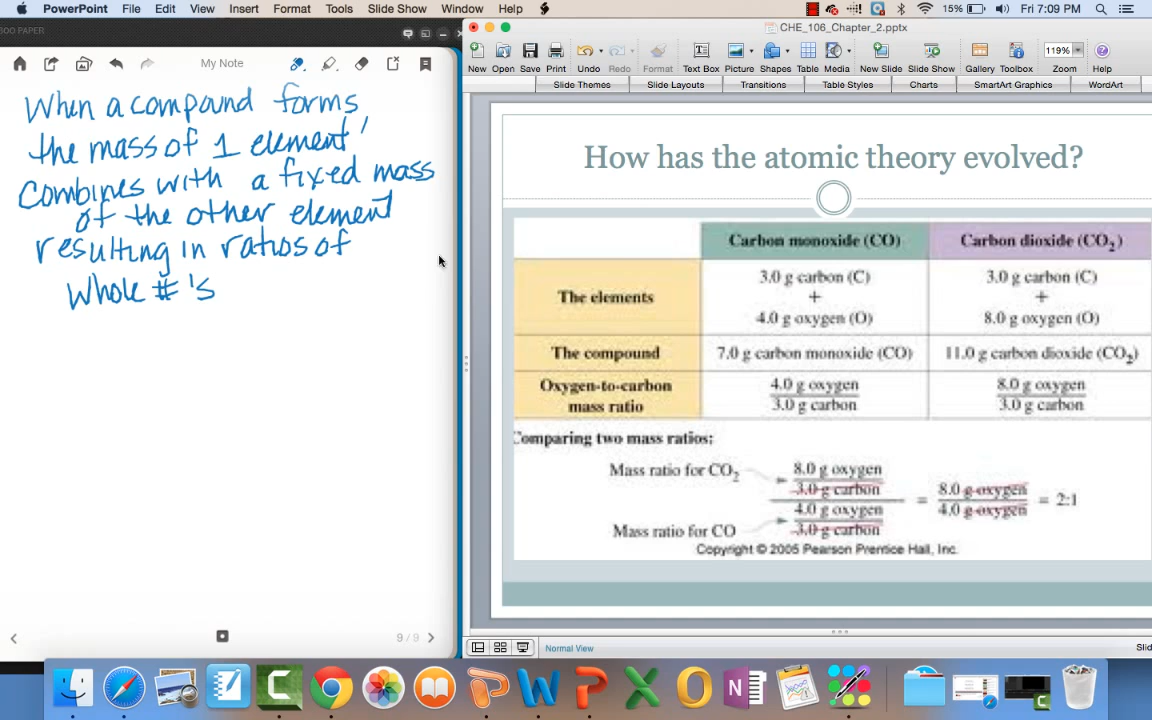 PowerPoint File Edit View Insert Format Tools Slide Show Window Help 15% Fri 7:09 PM
300 PAPER
My Note
When a compound forms,
the mass of 1 element
combines with a fixed mass
of the other element
resulting in ratios of
Whole #'s
9 / 9
CHE_106_Chapter_2.pptx
119%
New Open Save Print Undo Redo Format Text Box Picture Shapes Table Media New Slide Slide Show Gallery Toolbox Zoom Help
Slide Themes Slide Layouts Transitions Table Styles Charts SmartArt Graphics WordArt
How has the atomic theory evolved?
Carbon monoxide (CO) Carbon dioxide (CO₂)
The elements
3.0 g carbon (C)
+
4.0 g oxygen (O)
3.0 g carbon (C)
+
8.0 g oxygen (O)
The compound 7.0 g carbon monoxide (CO) 11.0 g carbon dioxide (CO₂)
Oxygen-to-carbon
mass ratio
4.0 g oxygen
3.0 g carbon
8.0 g oxygen
3.0 g carbon
Comparing two mass ratios:
Mass ratio for CO₂
8.0 g oxygen
3.0 g carbon
Mass ratio for CO
4.0 g oxygen
3.0 g carbon
=
8.0 g oxygen
4.0 g oxygen
= 2:1
Copyright © 2005 Pearson Prentice Hall, Inc.
Normal View
Slid